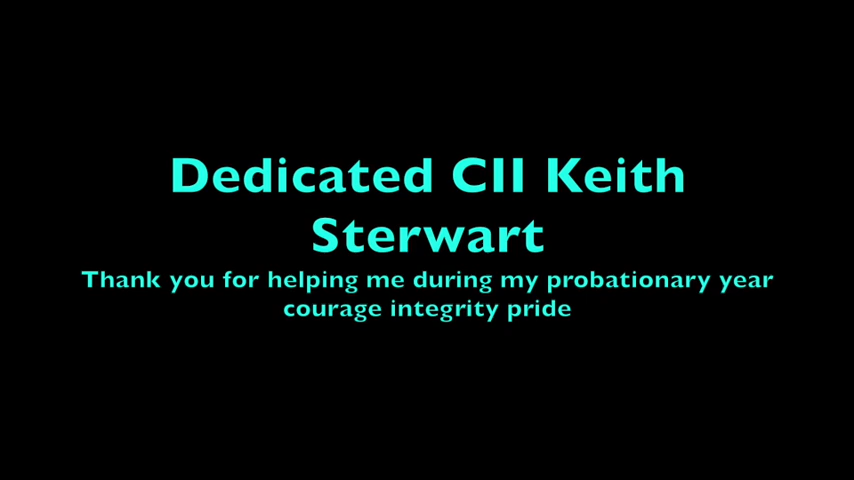 Dedicated CII Keith
Sterwart
Thank you for helping me during my probationary year
courage integrity pride